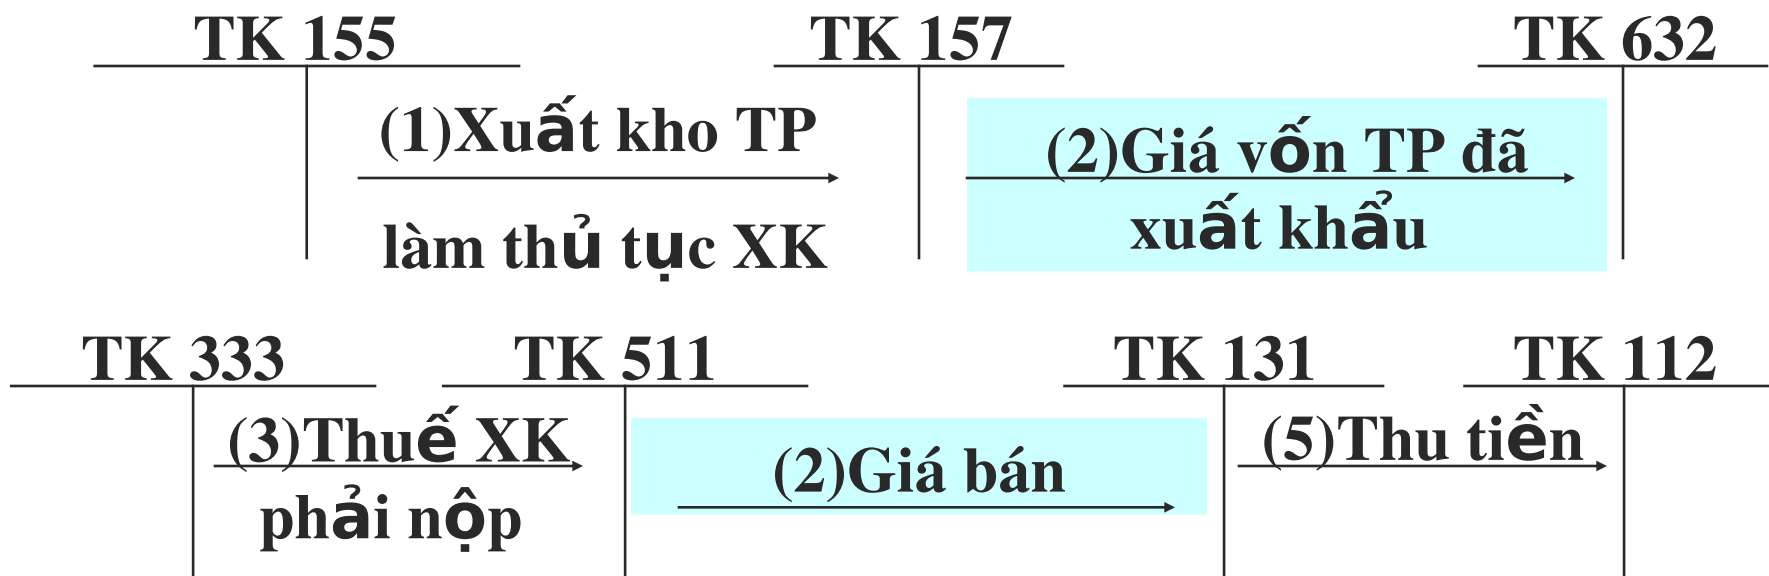 TK 155
TK 157
TK 632
(1)Xuất kho TP
làm thủ tục XK
(2)Giá vốn TP đã
xuất khẩu
TK 333
TK 511
TK 131
TK 112
(3)Thuế XK
phải nộp
(2)Giá bán
(5)Thu tiền